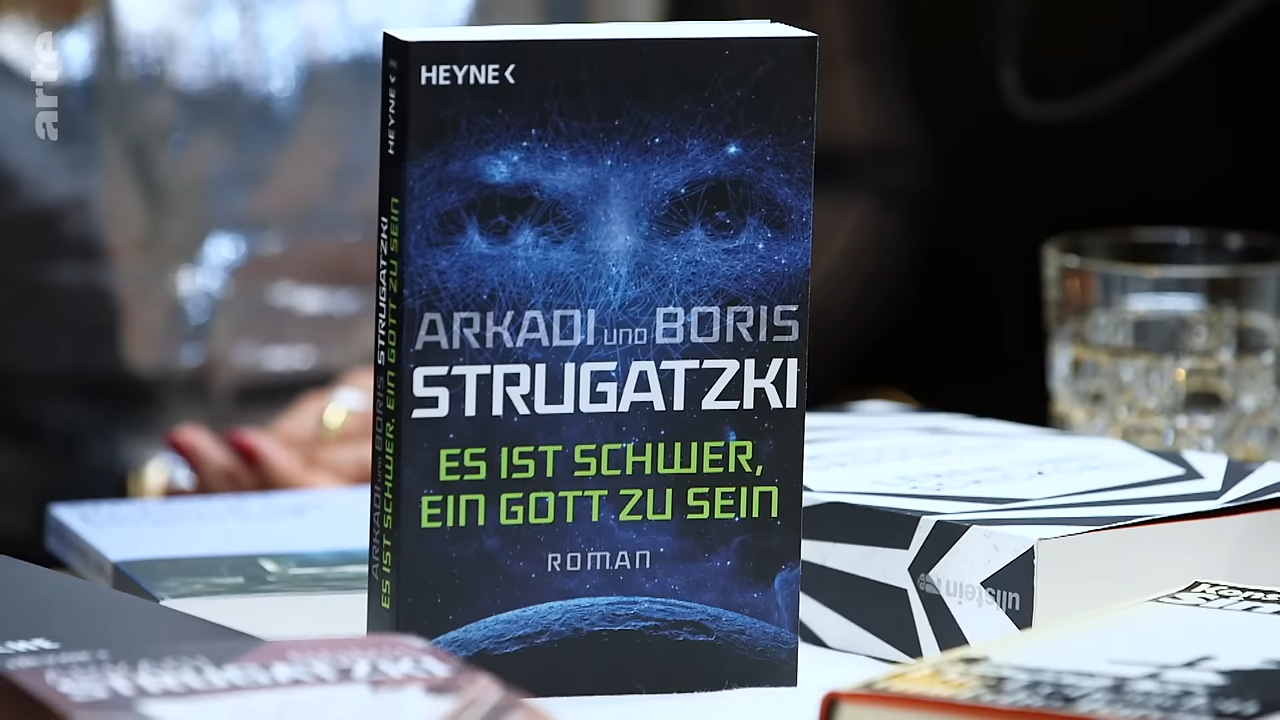 arte
HEYNE<
HEYNE<
ARKADI und BORIS STRUGATZKI
ES IST SCHWER, EIN GOTT ZU SEIN
ARKADI und BORIS
STRUGATZKI
ES IST SCHWER,
EIN GOTT ZU SEIN
ROMAN
ullstein
STRUGATZKI